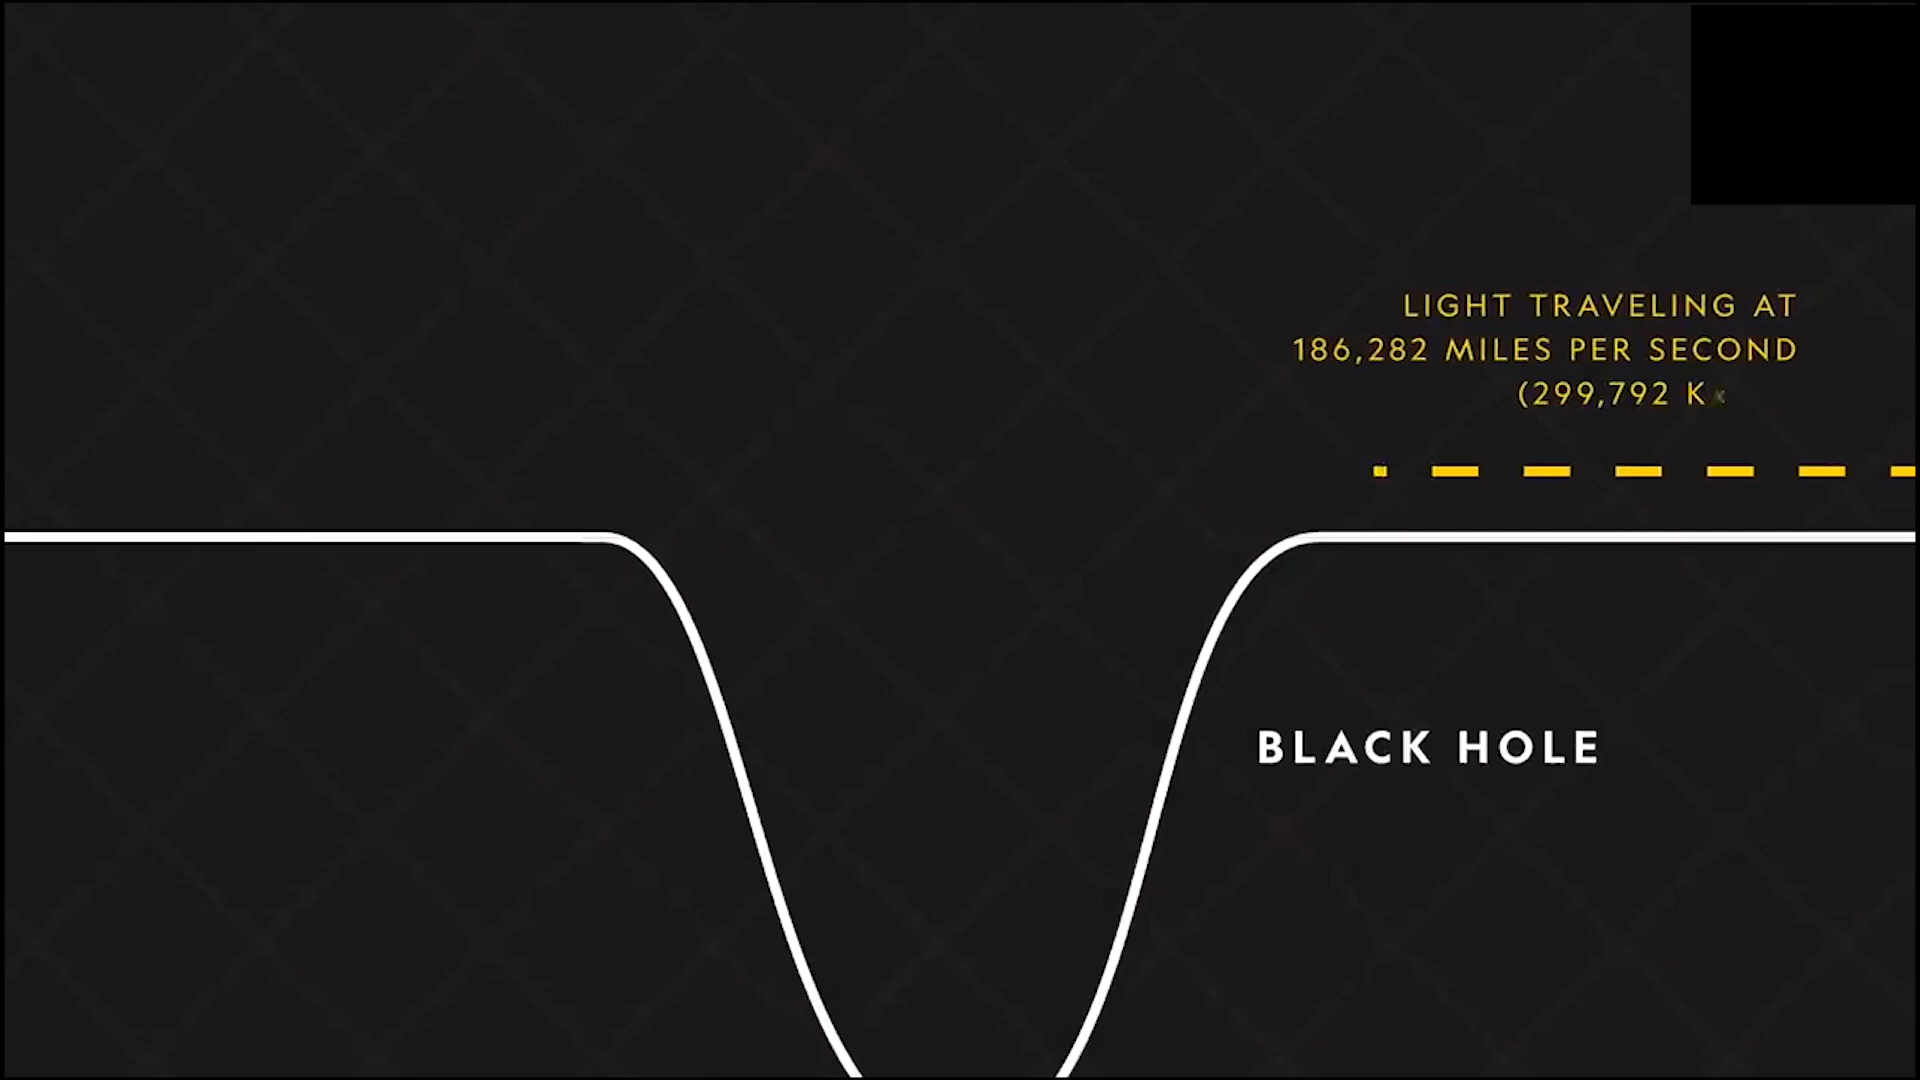 LIGHT TRAVELING AT
186,282 MILES PER SECOND
(299,792 K
BLACK HOLE